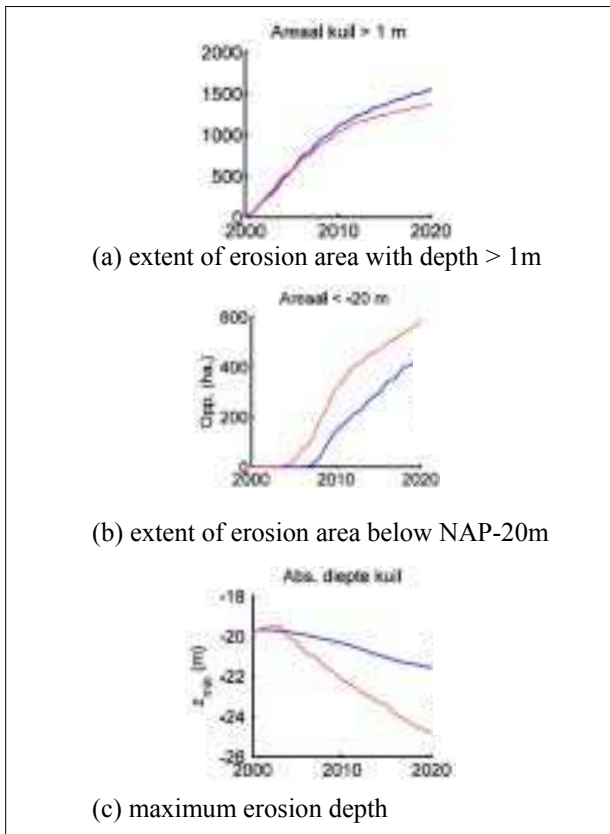 Areaal kuil > 1 m
2000
1500
1000
500
0
2000 2010 2020
(a) extent of erosion area with depth > 1m
Areaal < -20 m
Opp. (ha.)
600
400
200
0
2000 2010 2020
(b) extent of erosion area below NAP-20m
Abs. diepte kuil
(m)
-18
-20
-22
-24
-26
2000 2010 2020
(c) maximum erosion depth